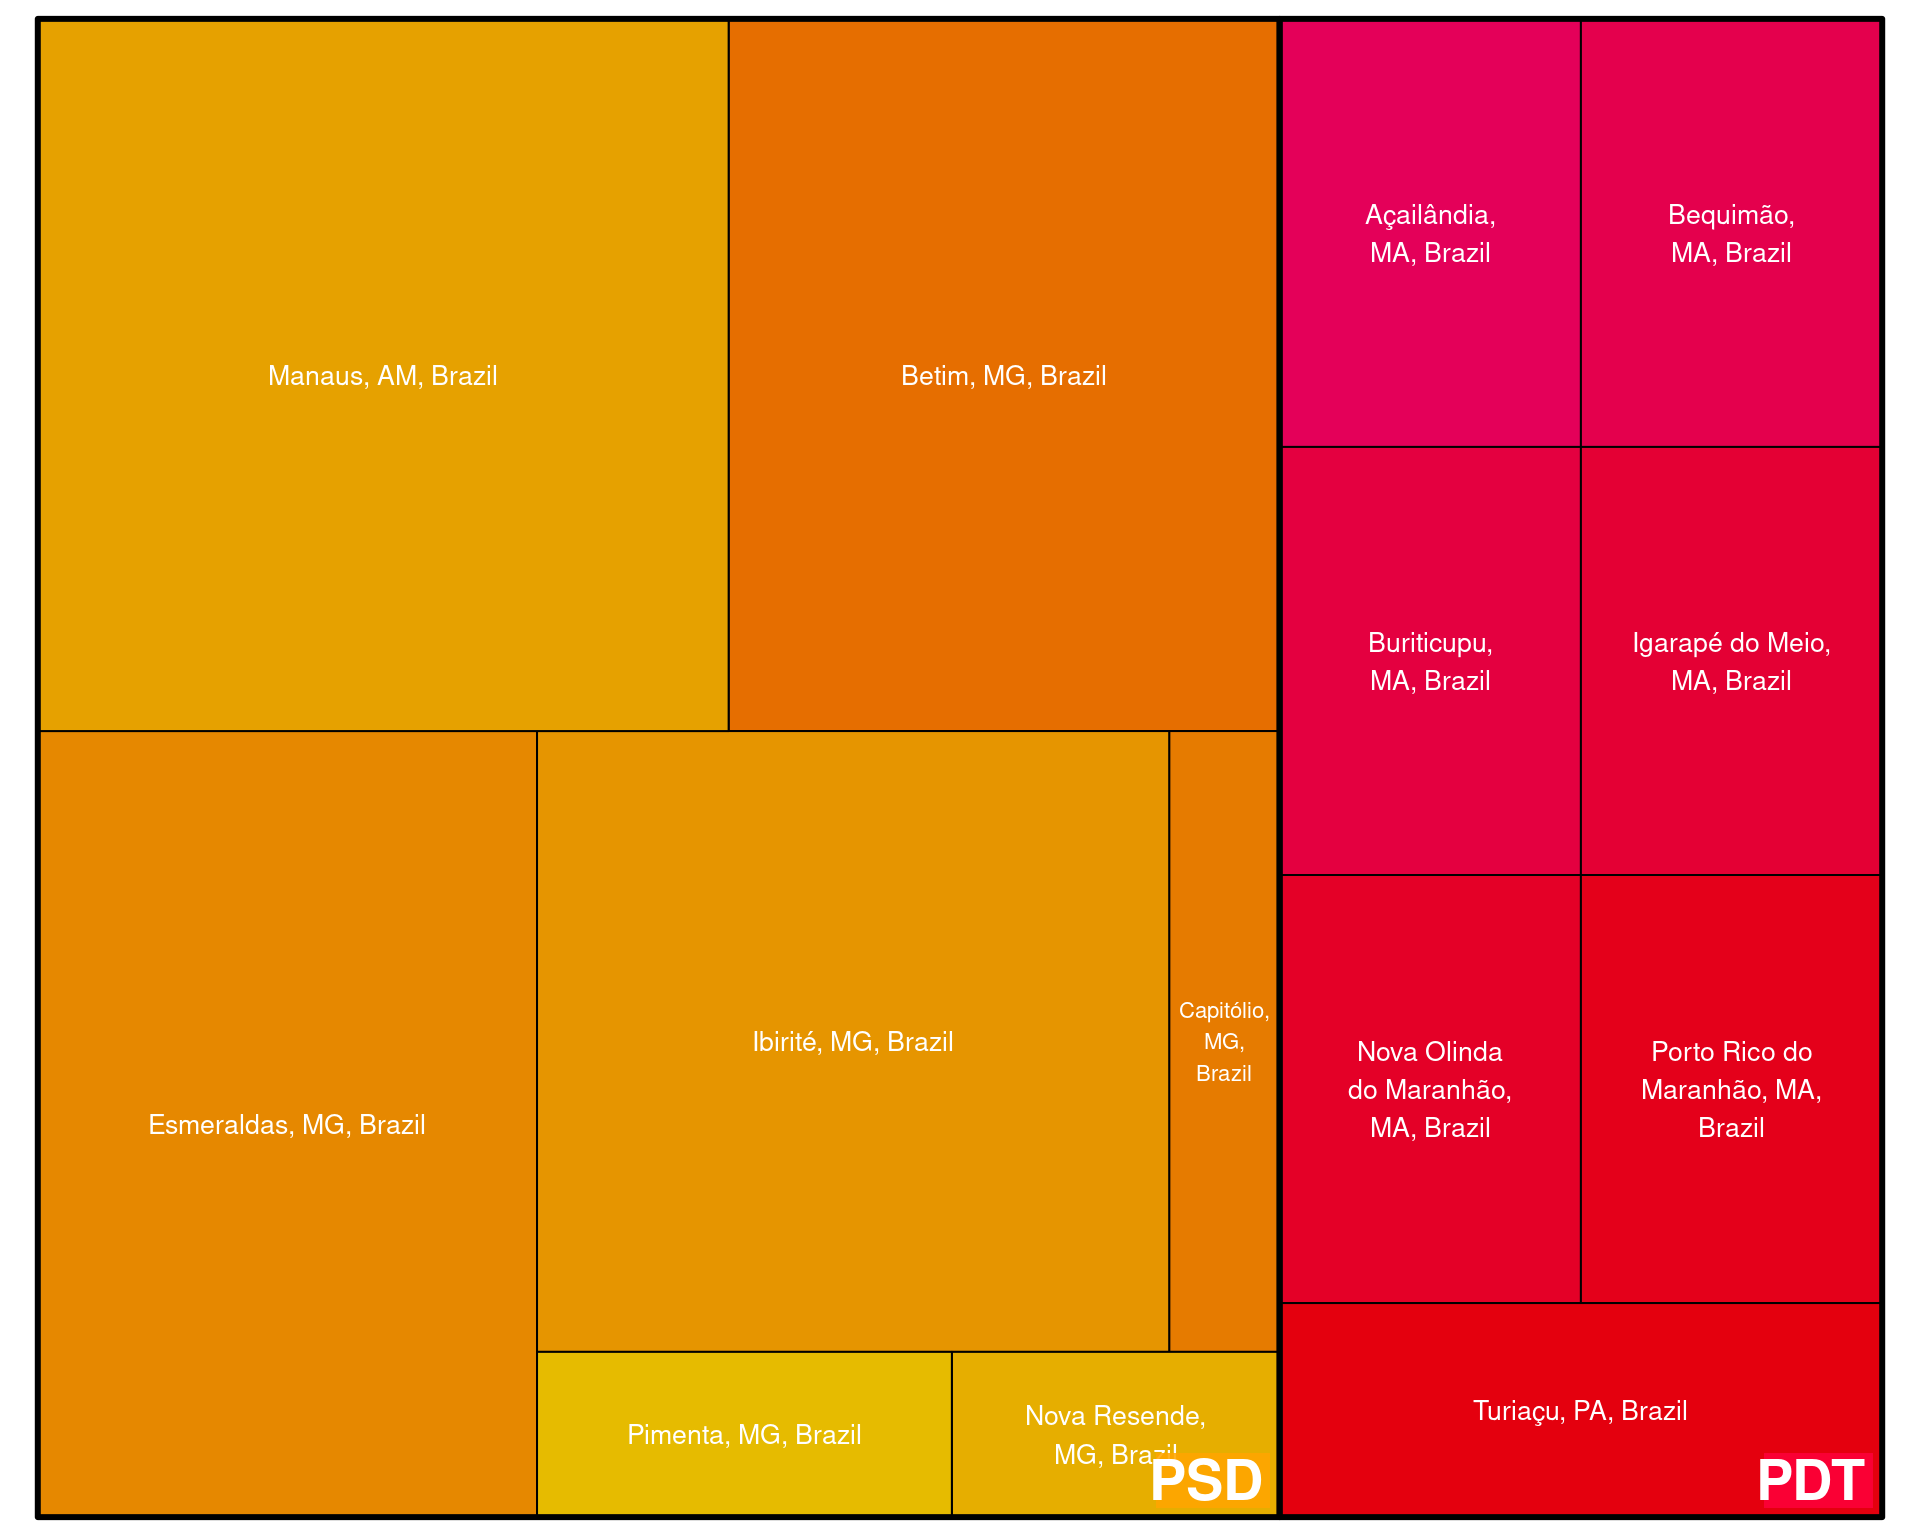 Manaus, AM, Brazil
Betim, MG, Brazil
Esmeraldas, MG, Brazil
Ibirité, MG, Brazil
Capitólio,
MG,
Brazil
Pimenta, MG, Brazil
Nova Resende,
MG, Brazil
PSD
Açailândia,
MA, Brazil
Bequimão,
MA, Brazil
Buriticupu,
MA, Brazil
Igarapé do Meio,
MA, Brazil
Nova Olinda
do Maranhão,
MA, Brazil
Porto Rico do
Maranhão, MA,
Brazil
Turiaçu, PA, Brazil
PDT